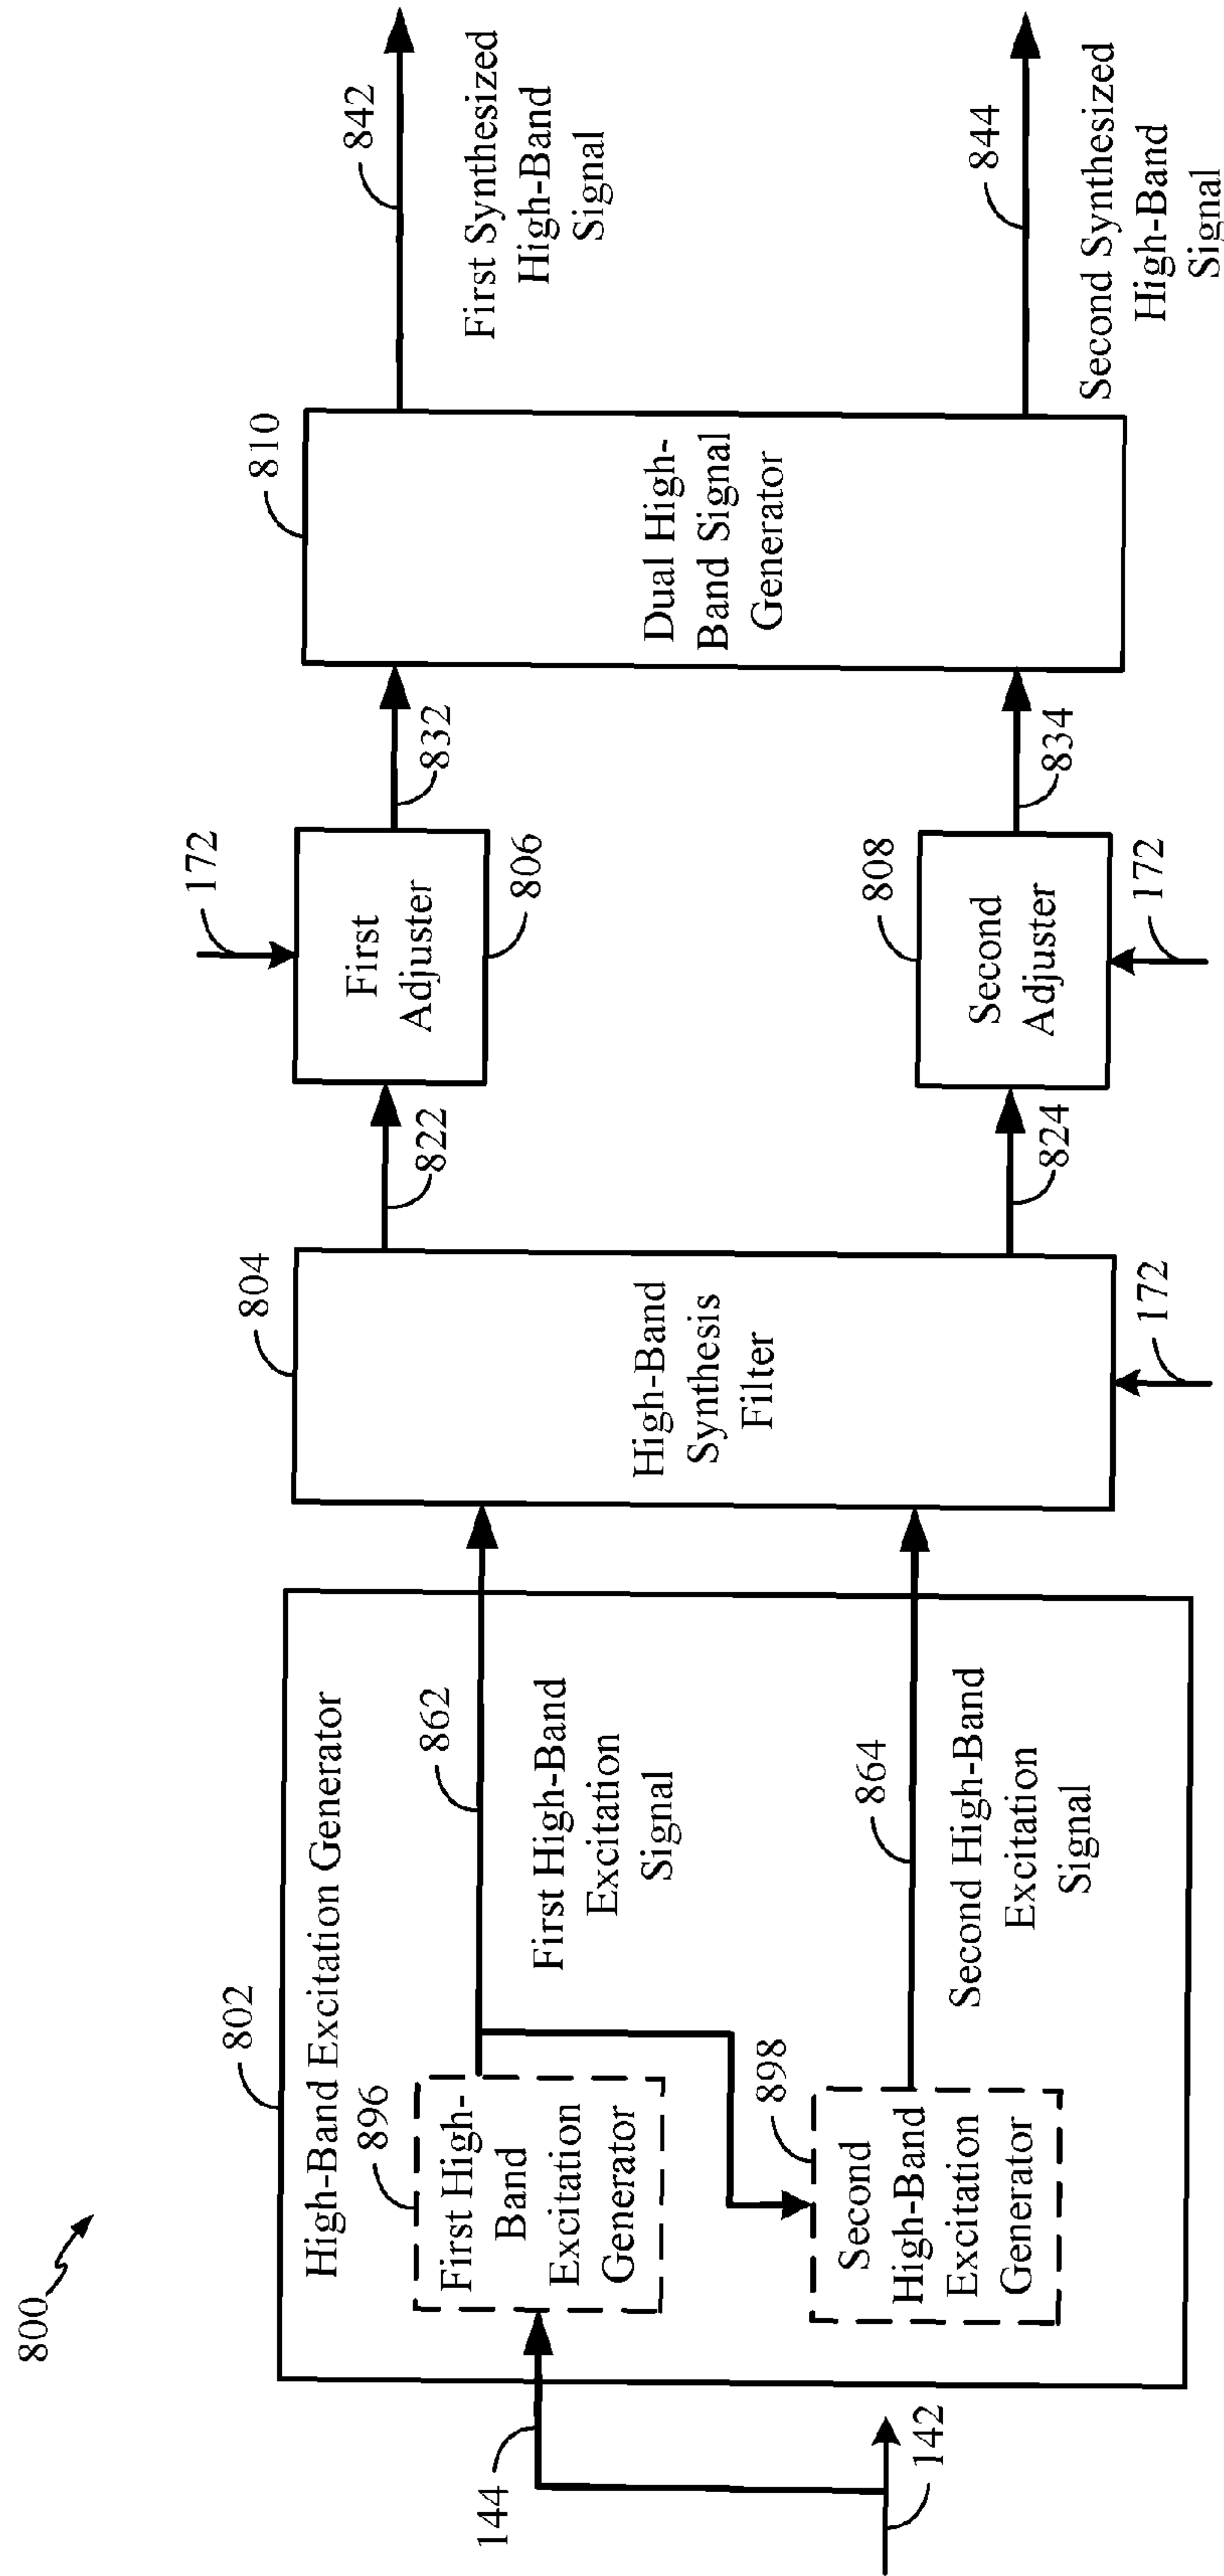 800
802
High-Band Excitation Generator
896
First High-
Band
Excitation
Generator
144
142
898
Second
High-Band
Excitation
Generator
862
First High-Band
Excitation
Signal
864
Second High-Band
Excitation
Signal
804
High-Band
Synthesis
Filter
172
822
824
172
First
Adjuster
806
808
Second
Adjuster
172
832
834
810
Dual High-
Band Signal
Generator
842
First Synthesized
High-Band
Signal
844
Second Synthesized
High-Band
Signal